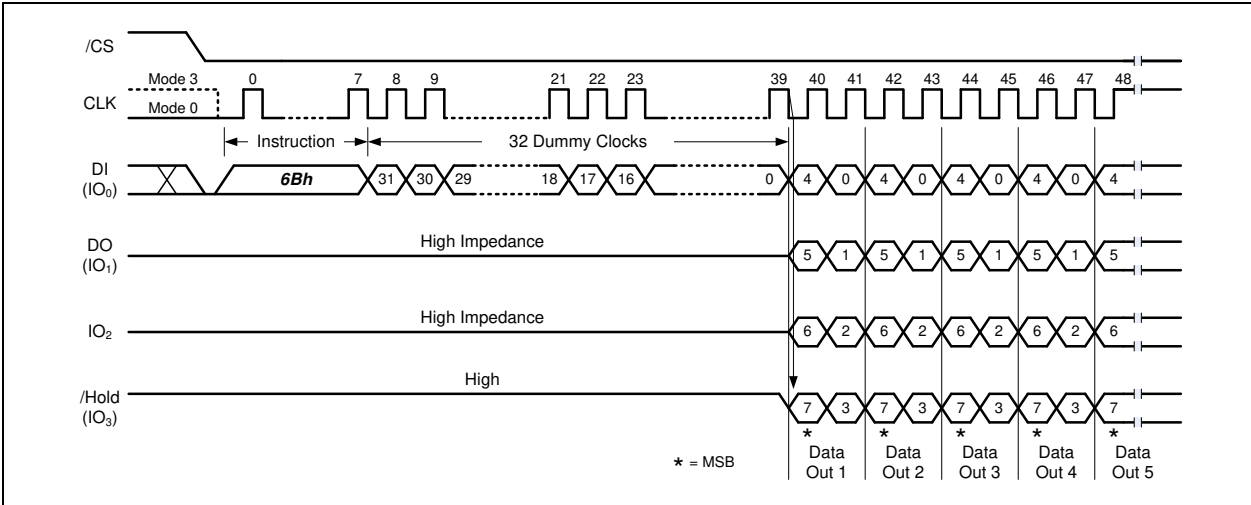 /CS
Mode 3 0 7 8 9 21 22 23 39 40 41 42 43 44 45 46 47 48
CLK
Mode 0
Instruction 32 Dummy Clocks
DI
(IO₀)
6Bh 31 30 29 18 17 16 0 4 0 4 0 4 0 4 0 4
High Impedance
DO
(IO₁)
5 1 5 1 5 1 5 1 5
High Impedance
IO₂ 6 2 6 2 6 2 6 2 6
High
/Hold
(IO₃)
7 3 7 3 7 3 7 3 7
* * * * *
* = MSB
Data Data Data Data Data
Out 1 Out 2 Out 3 Out 4 Out 5